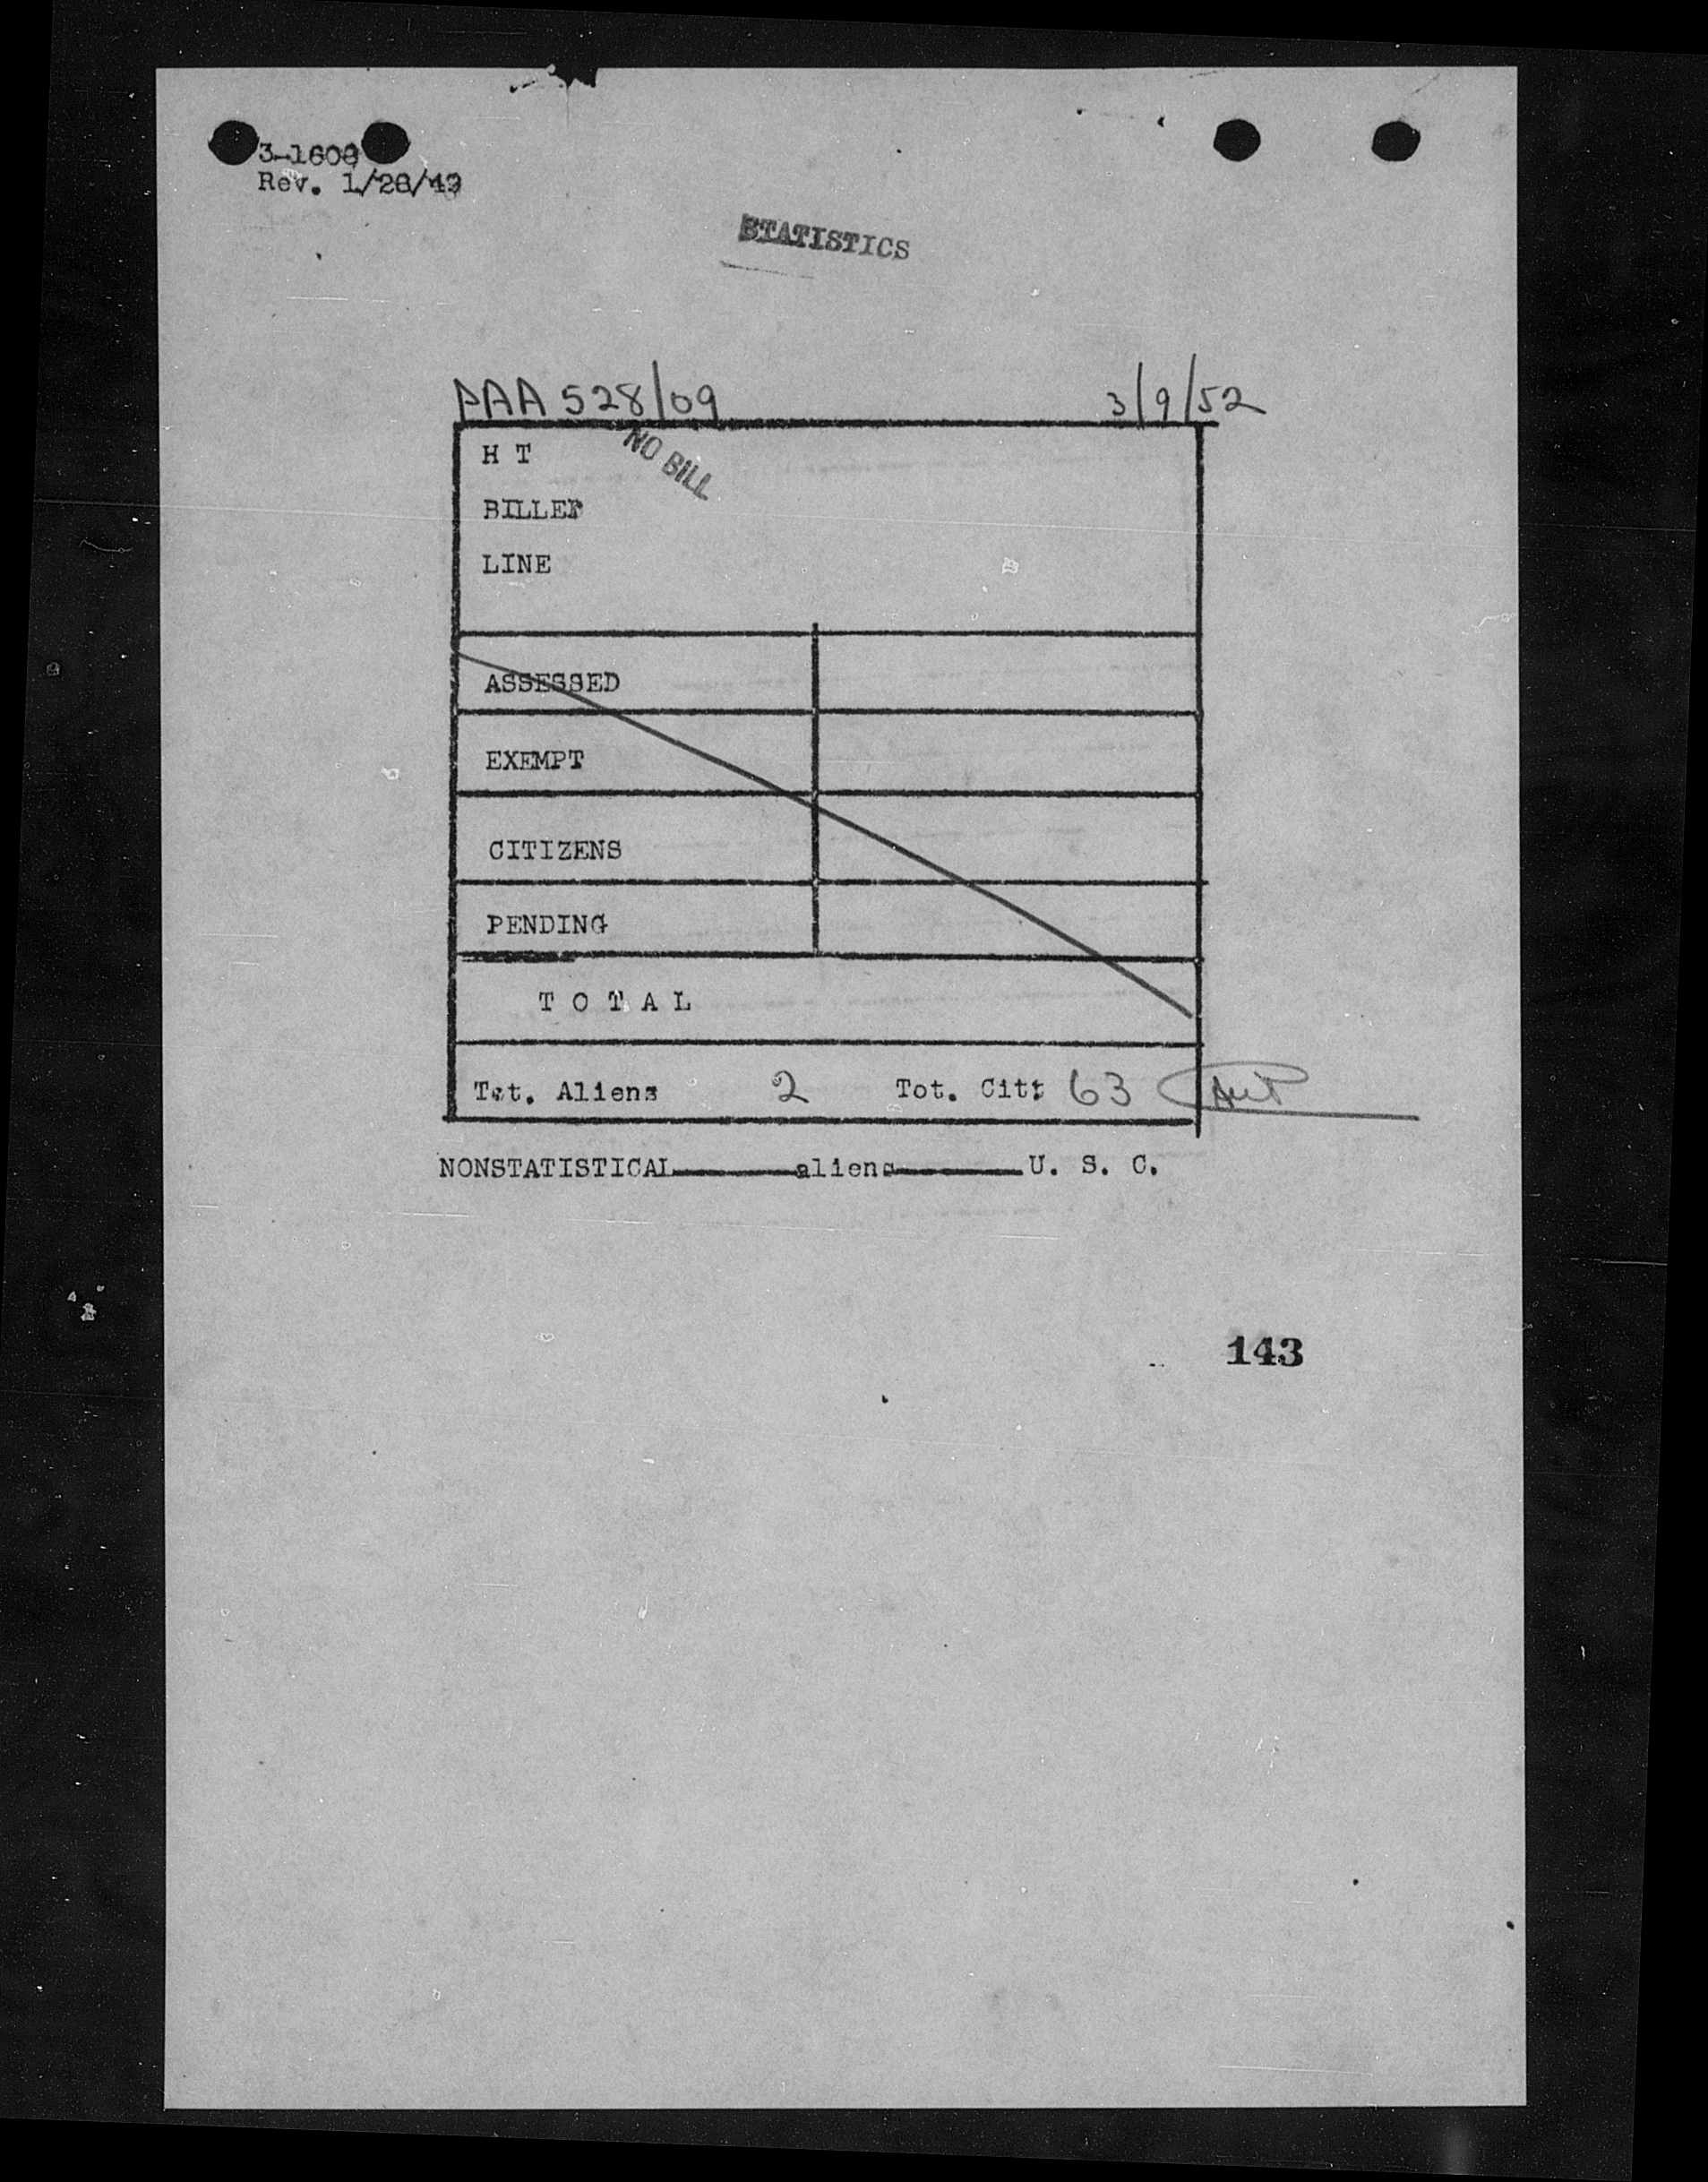 3-1608
Rev. 1/28/49
STATISTICS
PAA 528/09 3/9/52
H T
NO BILL
BILLED
LINE
ASSESSED
EXEMPT
CITIZENS
PENDING
T O T A L
Tot. Aliens 2 Tot. Cit: 63
NONSTATISTICAL aliens U. S. C.
143